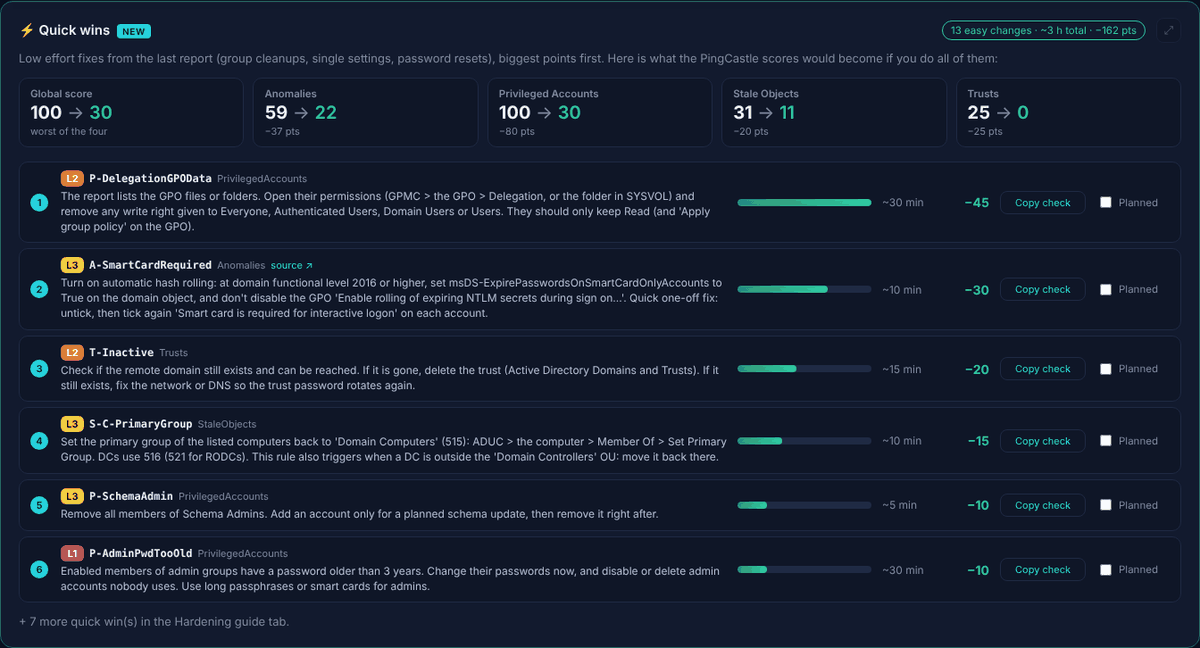 ⚡ Quick wins NEW
13 easy changes · ~3 h total · −162 pts
Low effort fixes from the last report (group cleanups, single settings, password resets), biggest points first. Here is what the PingCastle scores would become if you do all of them:
Global score
100 → 30
worst of the four
Anomalies
59 → 22
−37 pts
Privileged Accounts
100 → 30
−80 pts
Stale Objects
31 → 11
−20 pts
Trusts
25 → 0
−25 pts
1
L2 P-DelegationGPOData PrivilegedAccounts
The report lists the GPO files or folders. Open their permissions (GPMC > the GPO > Delegation, or the folder in SYSVOL) and
remove any write right given to Everyone, Authenticated Users, Domain Users or Users. They should only keep Read (and 'Apply
group policy' on the GPO).
~30 min −45 Copy check Planned
2
L3 A-SmartCardRequired Anomalies source ↗
Turn on automatic hash rolling: at domain functional level 2016 or higher, set msDS-ExpirePasswordsOnSmartCardOnlyAccounts to
True on the domain object, and don't disable the GPO 'Enable rolling of expiring NTLM secrets during sign on...'. Quick one-off fix:
untick, then tick again 'Smart card is required for interactive logon' on each account.
~10 min −30 Copy check Planned
3
L2 T-Inactive Trusts
Check if the remote domain still exists and can be reached. If it is gone, delete the trust (Active Directory Domains and Trusts). If it
still exists, fix the network or DNS so the trust password rotates again.
~15 min −20 Copy check Planned
4
L3 S-C-PrimaryGroup StaleObjects
Set the primary group of the listed computers back to 'Domain Computers' (515): ADUC > the computer > Member Of > Set Primary
Group. DCs use 516 (521 for RODCs). This rule also triggers when a DC is outside the 'Domain Controllers' OU: move it back there.
~10 min −15 Copy check Planned
5
L3 P-SchemaAdmin PrivilegedAccounts
Remove all members of Schema Admins. Add an account only for a planned schema update, then remove it right after.
~5 min −10 Copy check Planned
6
L1 P-AdminPwdTooOld PrivilegedAccounts
Enabled members of admin groups have a password older than 3 years. Change their passwords now, and disable or delete admin
accounts nobody uses. Use long passphrases or smart cards for admins.
~30 min −10 Copy check Planned
+ 7 more quick win(s) in the Hardening guide tab.